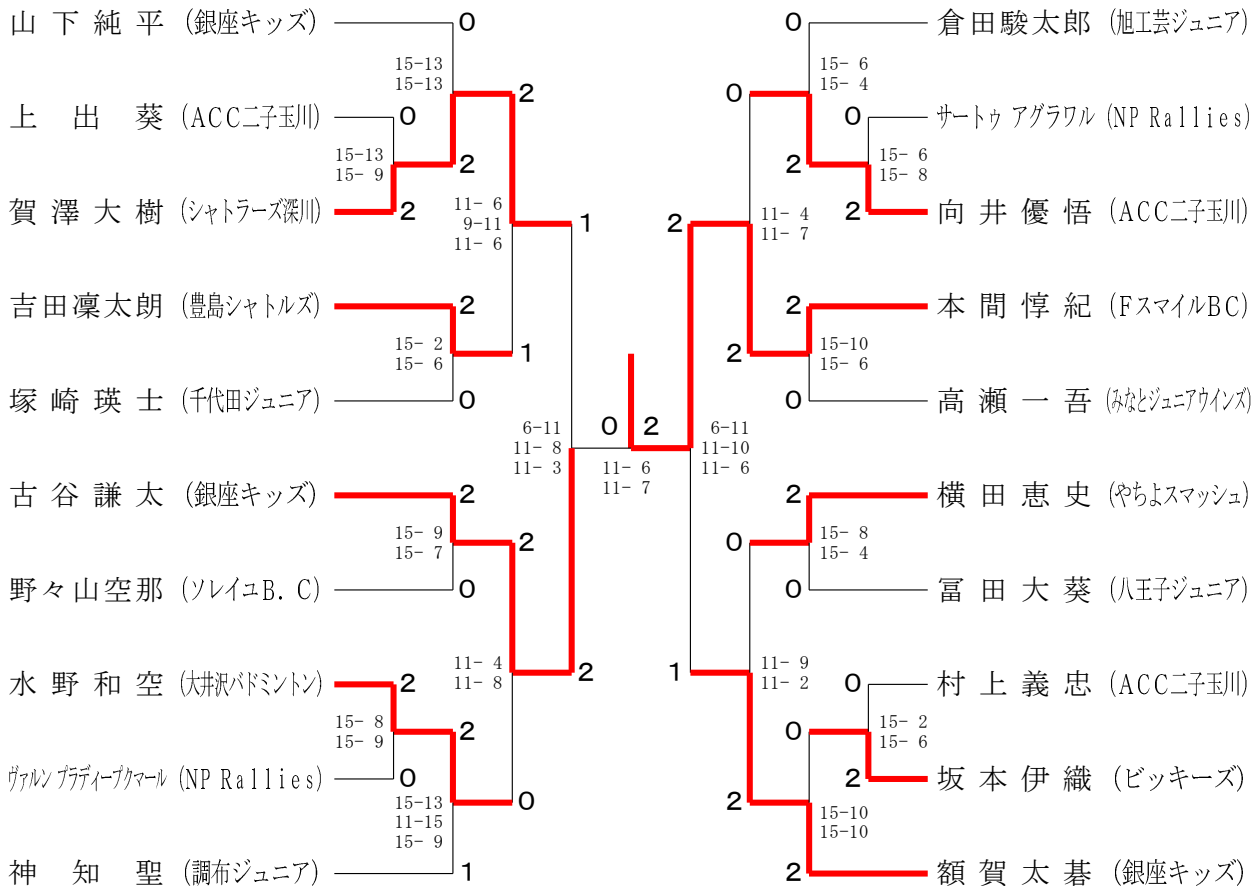 山下純平 (銀座キッズ) 0
15-13
15-13
2
上出葵 (ACC二子玉川) 0
15-13
15- 9
2
賀澤大樹 (シャトラーズ深川) 2
11- 6
9-11
11- 6
1
吉田凜太朗 (豊島シャトルズ) 2
15- 2
15- 6
1
塚崎瑛士 (千代田ジュニア) 0
6-11
11- 8
11- 3
古谷謙太 (銀座キッズ) 2
15- 9
15- 7
2
野々山空那 (ソレイユB.C) 0
11- 4
11- 8
2
水野和空 (大井沢バドミントン) 2
15- 8
15- 9
2
ヴァルン プラディープクマール (NP Rallies) 0
15-13
11-15
15- 9
0
神知聖 (調布ジュニア) 1
0 2
11- 6
11- 7
0 倉田駿太郎 (旭工芸ジュニア)
15- 6
15- 4
0
0 サートゥ アグラワル (NP Rallies)
15- 6
15- 8
2
2 向井優悟 (ACC二子玉川)
11- 4
11- 7
2
2 本間惇紀 (FスマイルBC)
15-10
15- 6
2
0 高瀬一吾 (みなとジュニアウインズ)
6-11
11-10
11- 6
2 横田恵史 (やちよスマッシュ)
15- 8
15- 4
0
0 冨田大葵 (八王子ジュニア)
11- 9
11- 2
1
0 村上義忠 (ACC二子玉川)
15- 2
15- 6
0
2 坂本伊織 (ビッキーズ)
15-10
15-10
2
2 額賀太碁 (銀座キッズ)